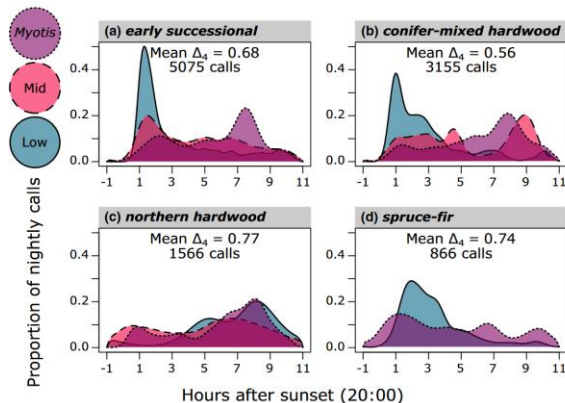 Myotis
Mid
Low
Proportion of nightly calls
(a) early successional
Mean Δ4 = 0.68
5075 calls
0.4
0.2
0.0
-1 1 3 5 7 9 11
(b) conifer-mixed hardwood
Mean Δ4 = 0.56
3155 calls
0.4
0.2
0.0
-1 1 3 5 7 9 11
(c) northern hardwood
Mean Δ4 = 0.77
1566 calls
0.4
0.2
0.0
-1 1 3 5 7 9 11
(d) spruce-fir
Mean Δ4 = 0.74
866 calls
0.4
0.2
0.0
-1 1 3 5 7 9 11
Hours after sunset (20:00)